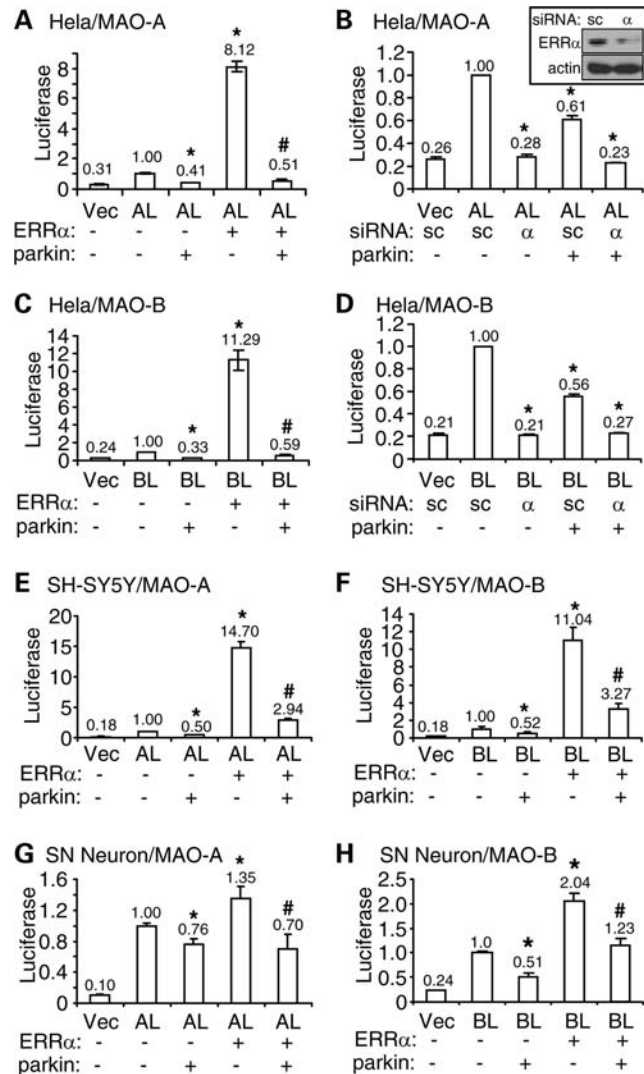 A Hela/MAO-A
Luciferase
8
6
4
2
0
0.31
1.00
*
0.41
*
8.12
#
0.51
Vec AL AL AL AL
ERRα: - - - + +
parkin: - - + - +
B Hela/MAO-A
siRNA: sc α
ERRα
actin
Luciferase
1.2
1.0
0.8
0.6
0.4
0.2
0
0.26
1.00
*
0.28
*
0.61
*
0.23
Vec AL AL AL AL
siRNA: sc sc α sc α
parkin: - - - + +
C Hela/MAO-B
Luciferase
14
12
10
8
6
4
2
0
0.24
1.00
*
0.33
*
11.29
#
0.59
Vec BL BL BL BL
ERRα: - - - + +
parkin: - - + - +
D Hela/MAO-B
Luciferase
1.2
1.0
0.8
0.6
0.4
0.2
0
0.21
1.00
*
0.21
*
0.56
*
0.27
Vec BL BL BL BL
siRNA: sc sc α sc α
parkin: - - - + +
E SH-SY5Y/MAO-A
Luciferase
20
15
10
5
0
0.18
1.00
*
0.50
*
14.70
#
2.94
Vec AL AL AL AL
ERRα: - - - + +
parkin: - - + - +
F SH-SY5Y/MAO-B
Luciferase
14
12
10
8
6
4
2
0
0.18
1.00
*
0.52
*
11.04
#
3.27
Vec BL BL BL BL
ERRα: - - - + +
parkin: - - + - +
G SN Neuron/MAO-A
Luciferase
1.6
1.2
0.8
0.4
0
0.10
1.00
*
0.76
*
1.35
#
0.70
Vec AL AL AL AL
ERRα: - - - + +
parkin: - - + - +
H SN Neuron/MAO-B
Luciferase
2.5
2.0
1.5
1.0
0.5
0
0.24
1.0
*
0.51
*
2.04
#
1.23
Vec BL BL BL BL
ERRα: - - - + +
parkin: - - + - +